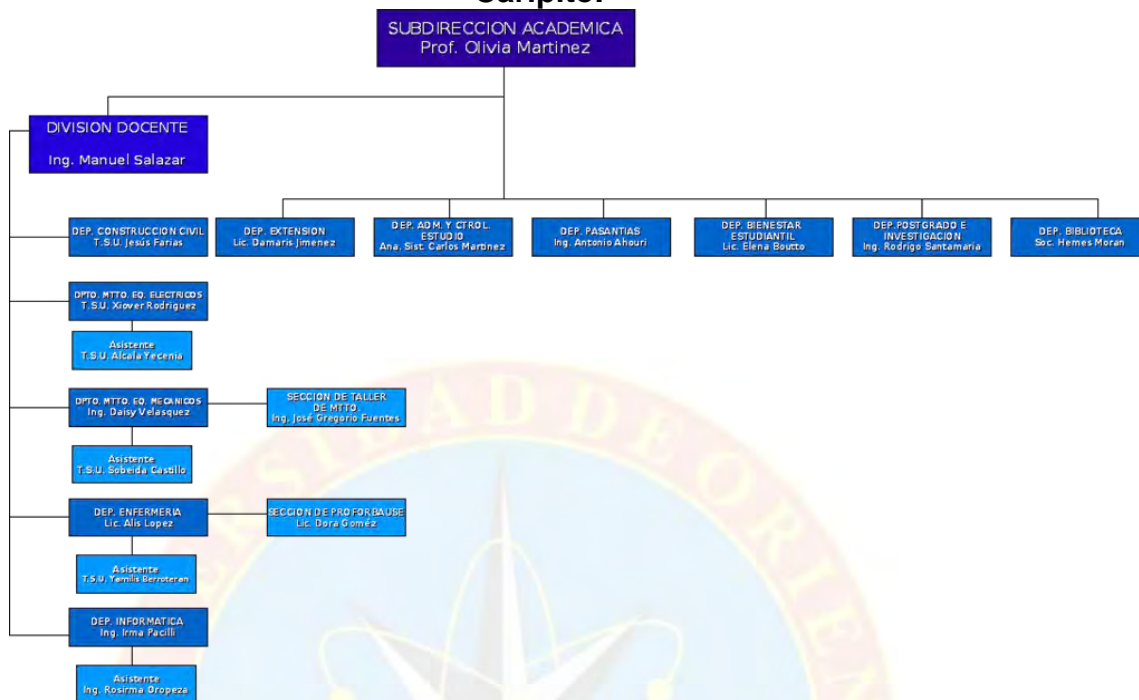 Caripito.
SUBDIRECCION ACADEMICA
Prof. Olivia Martinez
DIVISION DOCENTE
Ing. Manuel Salazar
DEP. CONSTRUCCION CIVIL
T.S.U. Jesús Farias
DEP. EXTENSION
Lic. Damaris Jimenez
DEP. ADM. Y CTROL.
ESTUDIO
Ana. Sist. Carlos Martinez
DEP. PASANTIAS
Ing. Antonio Ahouri
DEP. BIENESTAR
ESTUDIANTIL
Lic. Elena Boutto
DEP.POSTGRADO E
INVESTIGACION
Ing. Rodrigo Santamaria
DEP. BIBLIOTECA
Soc. Hemes Moran
DPTO. MTTO. EQ. ELECTRICOS
T.S.U. Xiover Rodriguez
Asistente
T.S.U. Alcala Yecenia
DPTO. MTTO. EQ. MECANICOS
Ing. Daisy Velasquez
SECCION DE TALLER
DE MTTO.
Ing. José Gregorio Fuentes
Asistente
T.S.U. Sobeida Castillo
DEP. ENFERMERIA
Lic. Alis Lopez
SECCION DE PROFORBAUSE
Lic. Dora Goméz
Asistente
T.S.U. Yamilis Berroteran
DEP. INFORMATICA
Ing. Irma Pacilli
Asistente
Ing. Rosirma Oropeza